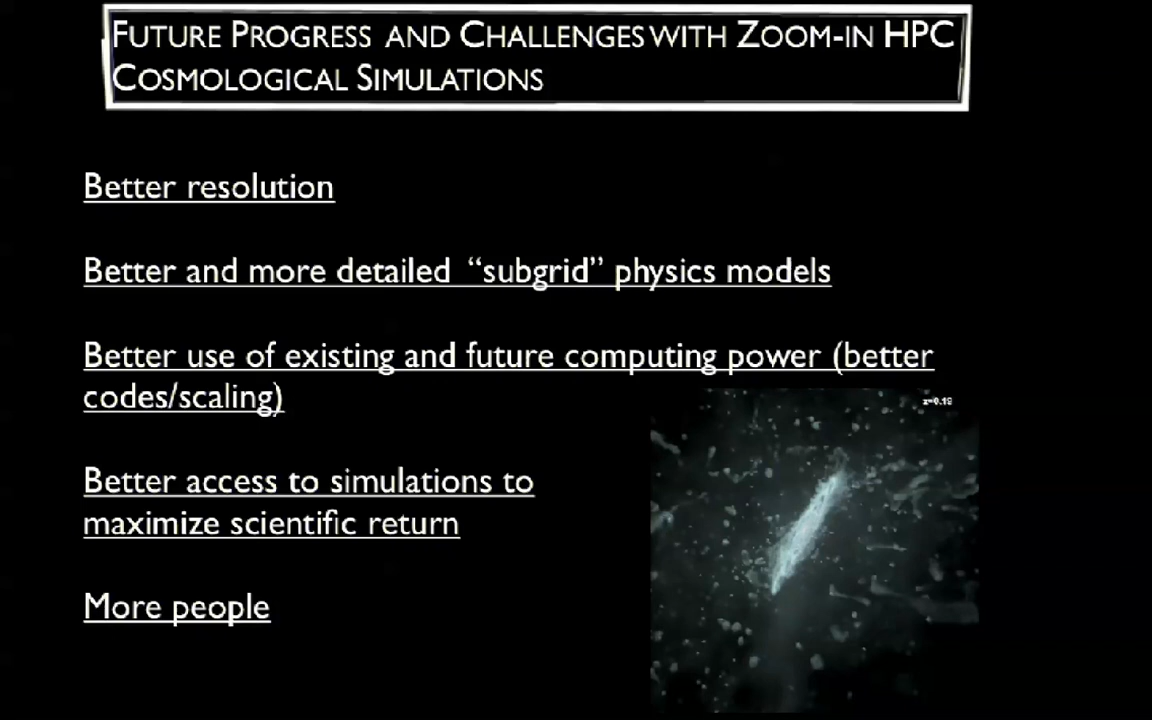 FUTURE PROGRESS AND CHALLENGES WITH ZOOM-IN HPC
COSMOLOGICAL SIMULATIONS
Better resolution
Better and more detailed “subgrid” physics models
Better use of existing and future computing power (better
codes/scaling)
z=0.19
Better access to simulations to
maximize scientific return
More people